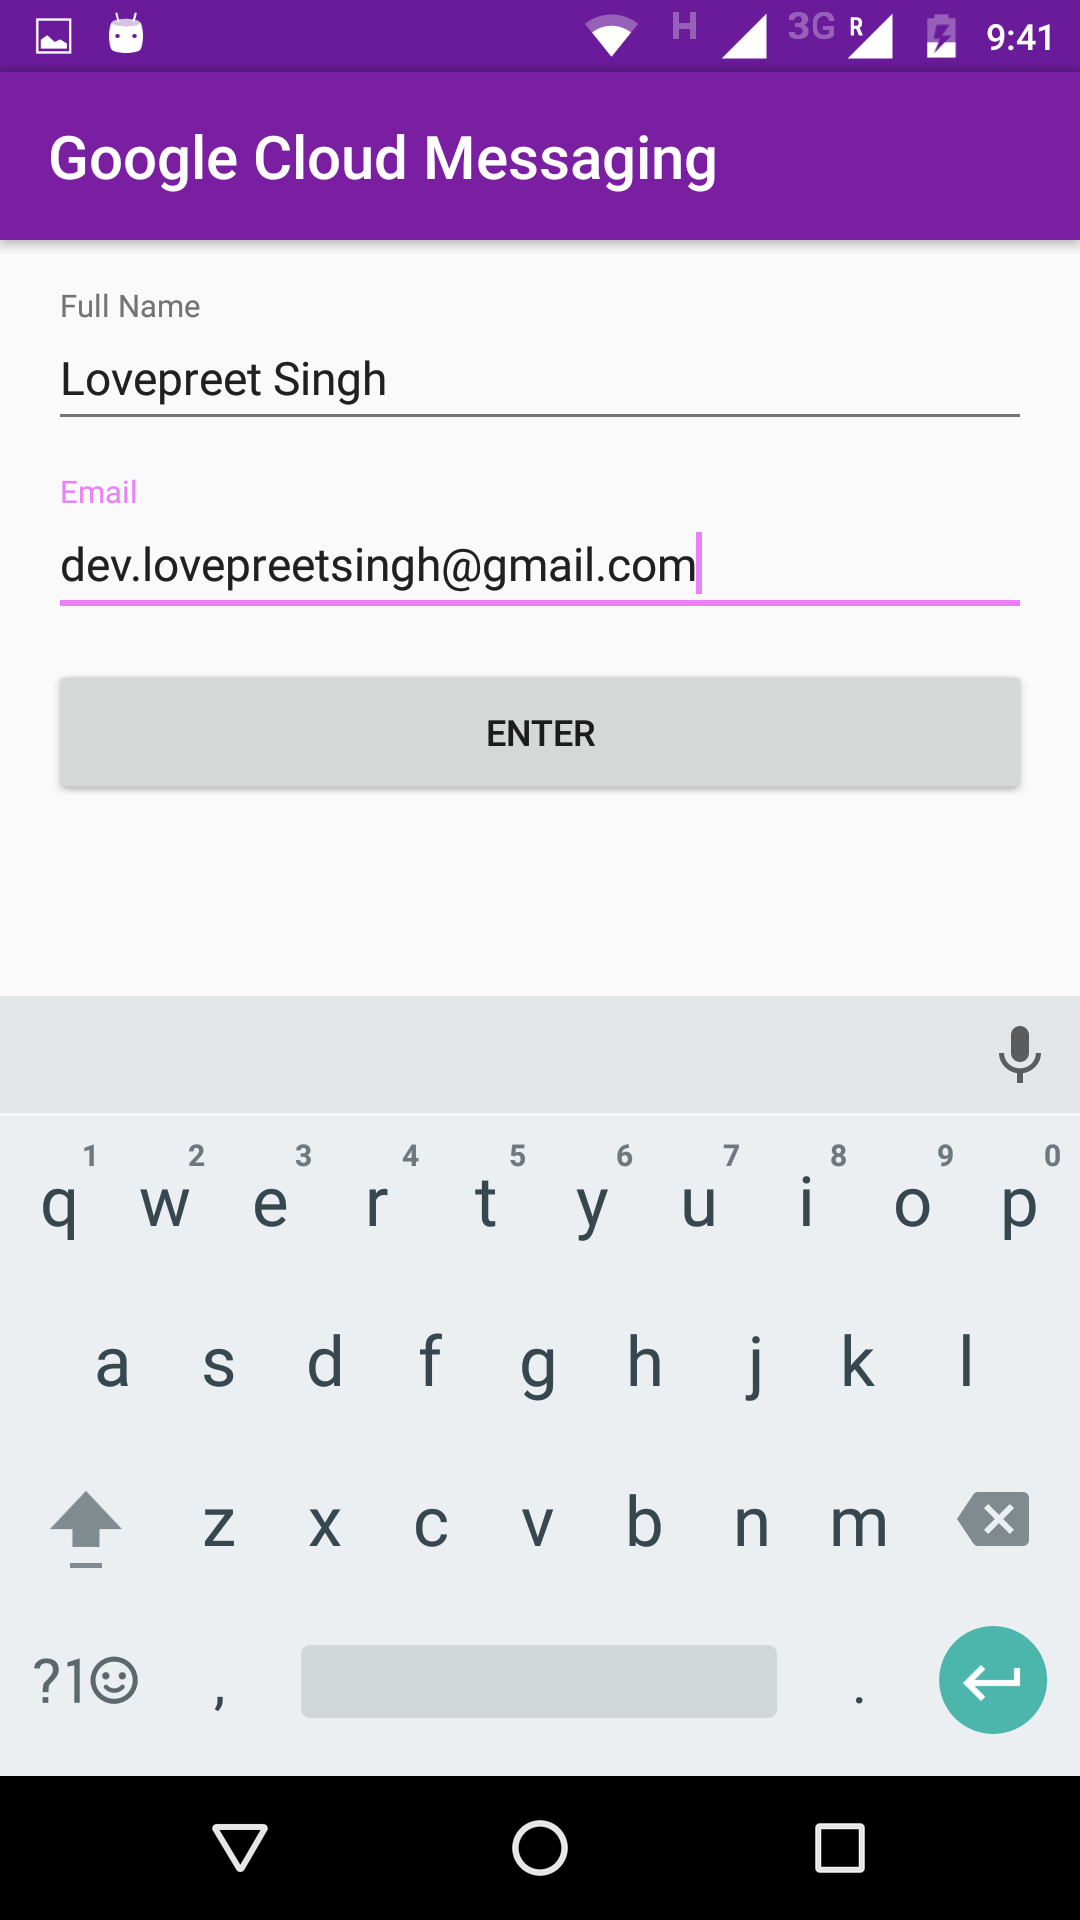 H 3G R 9:41
Google Cloud Messaging
Full Name
Lovepreet Singh
Email
dev.lovepreetsingh@gmail.com
ENTER
1 2 3 4 5 6 7 8 9 0
q w e r t y u i o p
a s d f g h j k l
z x c v b n m
?1☺ , .